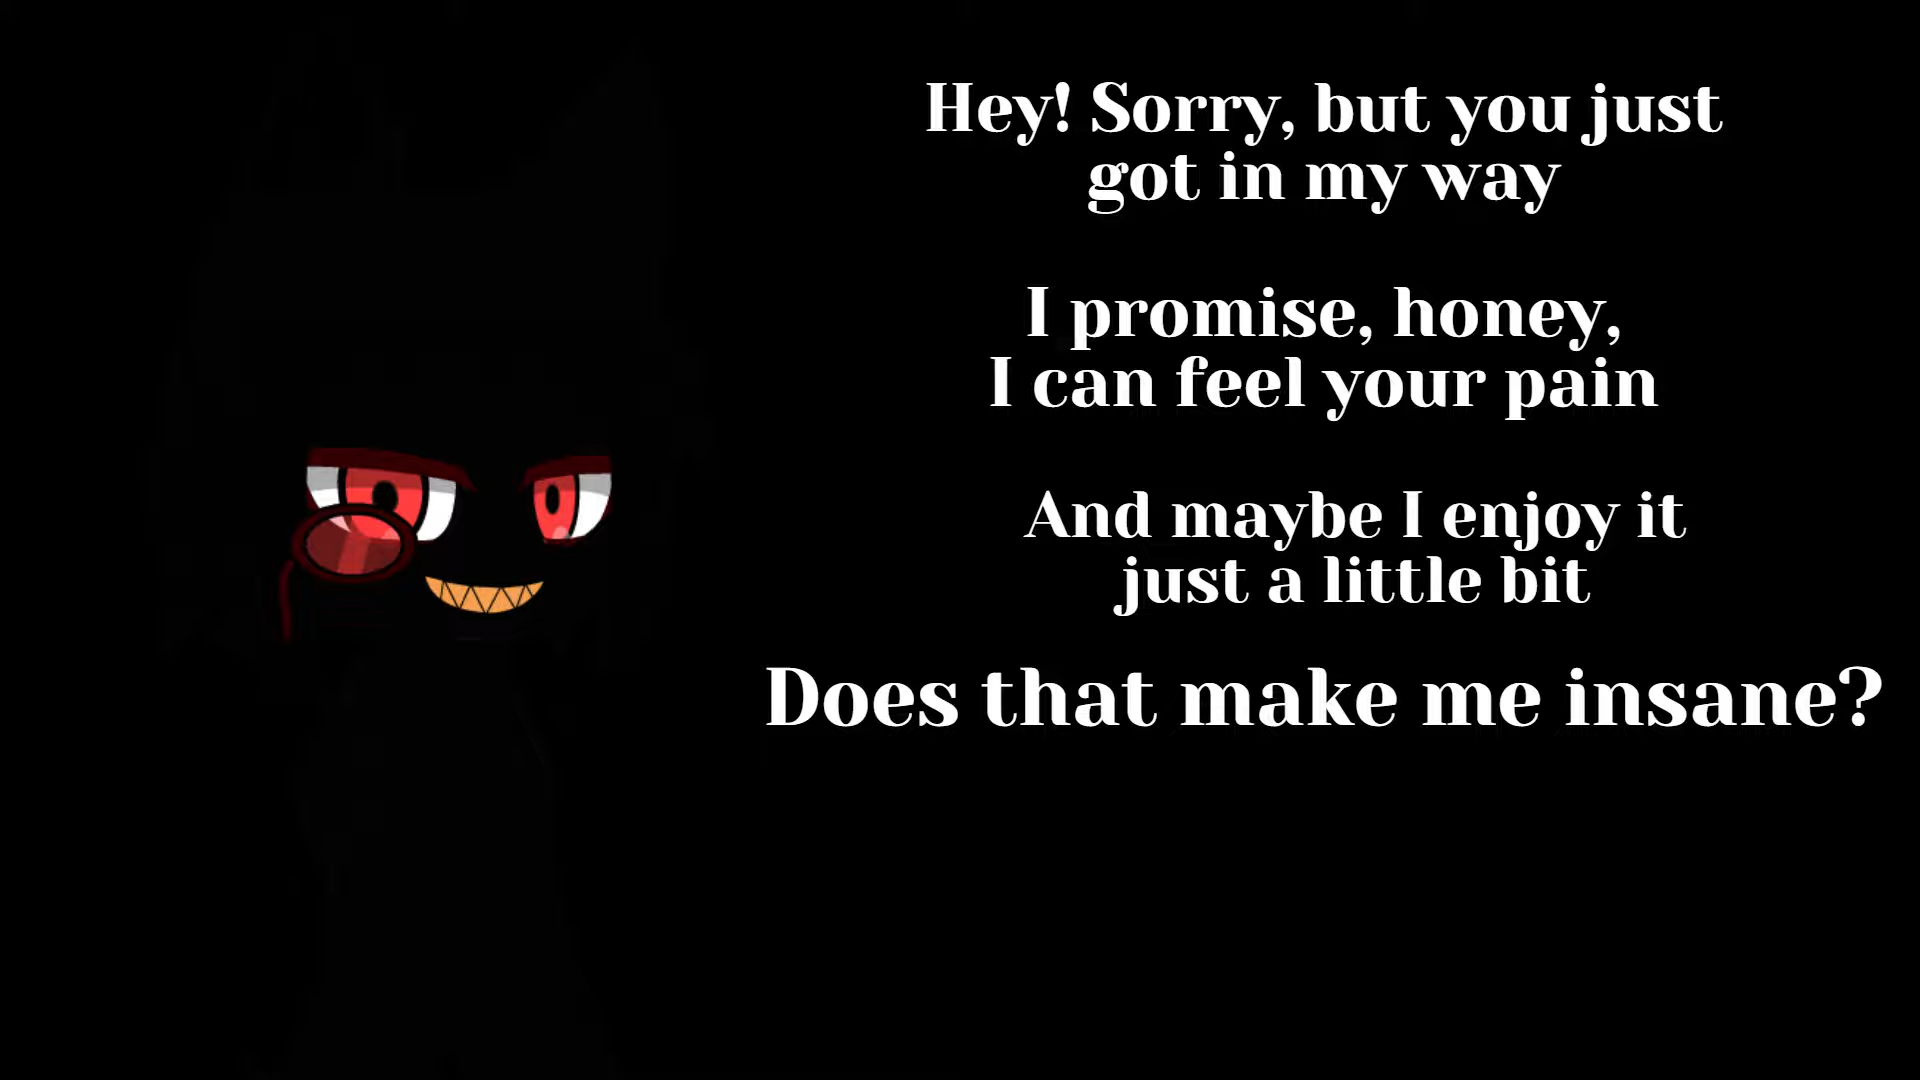 Hey! Sorry, but you just
got in my way
I promise, honey,
I can feel your pain
And maybe I enjoy it
just a little bit
Does that make me insane?